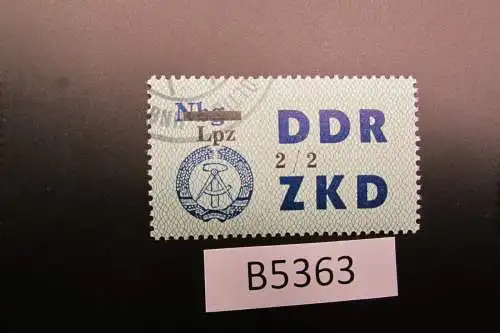 Nbg
Lpz
DDR
2 / 2
ZKD
B5363